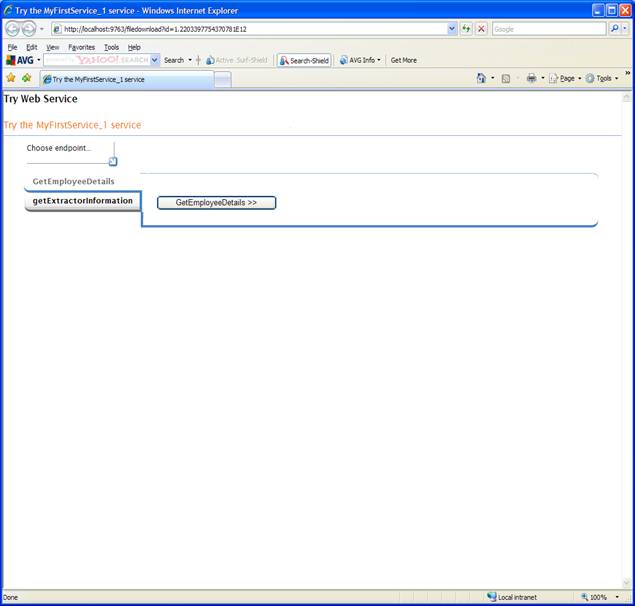 Try the MyFirstService_1 service - Windows Internet Explorer
http://localhost:9763/filedownload?id=1.2203397754370781E12
Google
File Edit View Favorites Tools Help
AVG powered by YAHOO! SEARCH Search Active Surf-Shield Search-Shield AVG Info Get More
Try the MyFirstService_1 service
Page Tools
Try Web Service
Try the MyFirstService_1 service
Choose endpoint...
GetEmployeeDetails
getExtractorInformation
GetEmployeeDetails >>
Done
Local intranet
100%